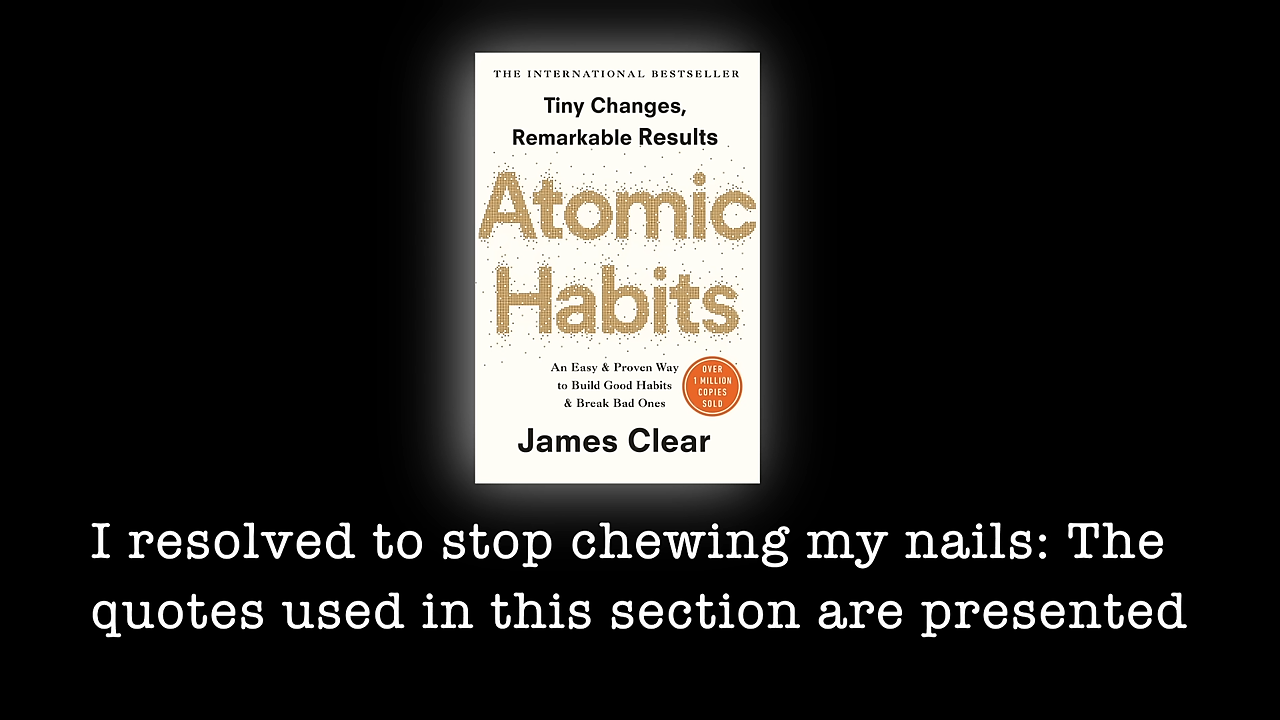 THE INTERNATIONAL BESTSELLER
Tiny Changes,
Remarkable Results
Atomic
Habits
An Easy & Proven Way
to Build Good Habits
& Break Bad Ones
OVER
1 MILLION
COPIES
SOLD
James Clear
I resolved to stop chewing my nails: The
quotes used in this section are presented